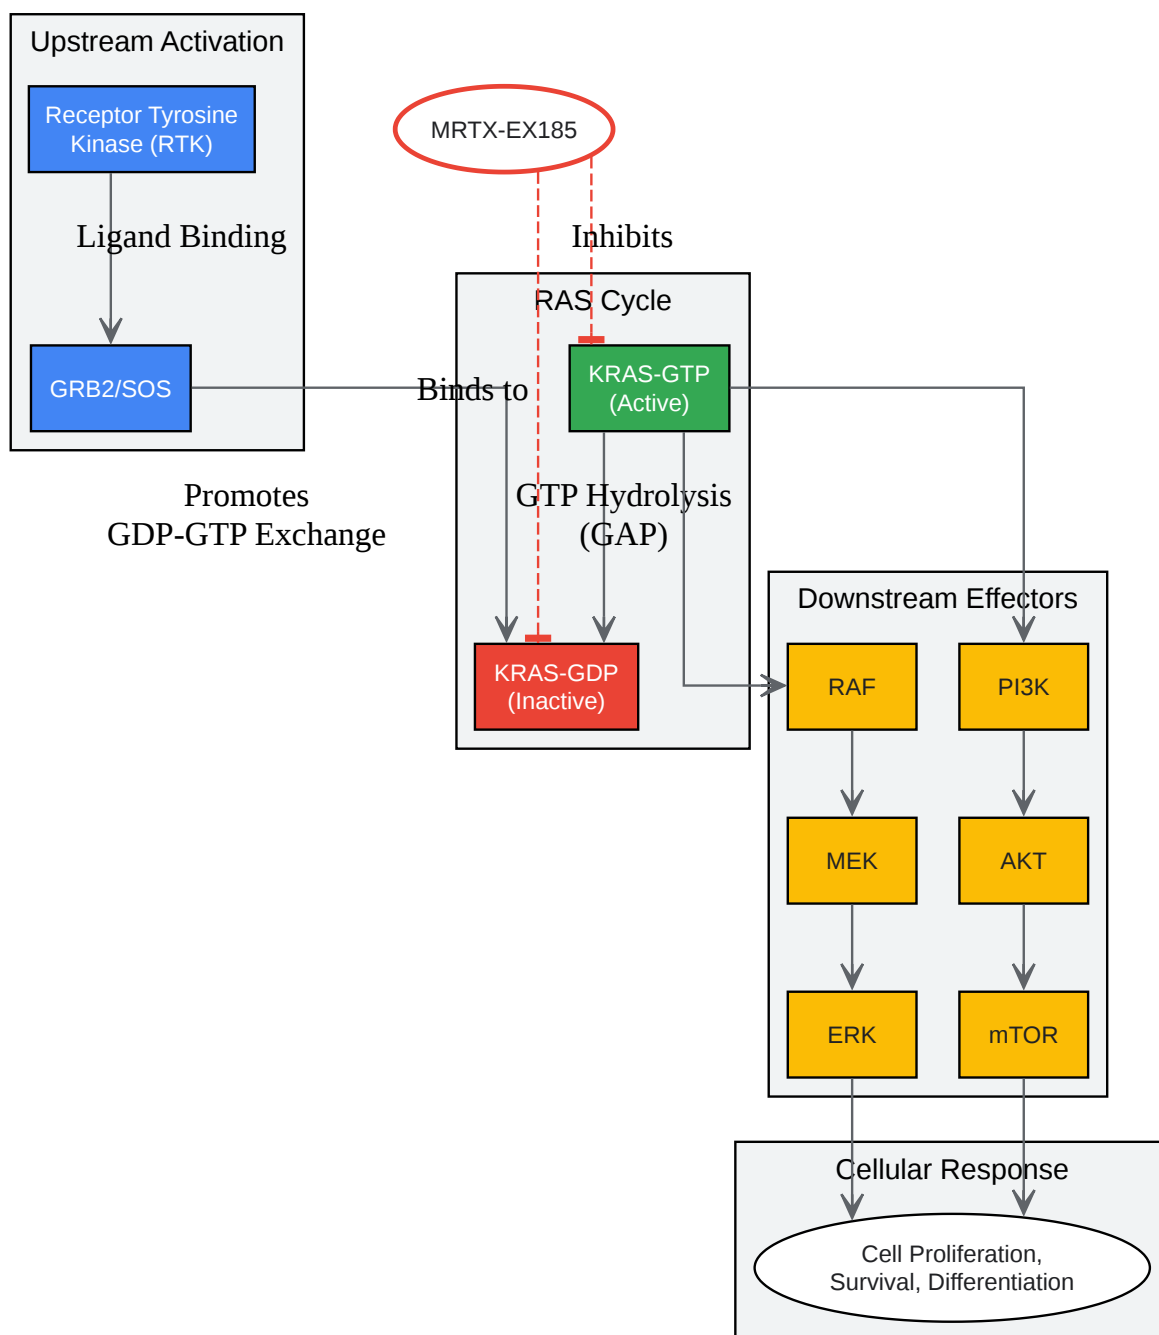 Upstream Activation
Receptor Tyrosine
Kinase (RTK)
MRTX-EX185
Ligand Binding
Inhibits
RAS Cycle
GRB2/SOS
Binds to
KRAS-GTP
(Active)
Promotes
GDP-GTP Exchange
GTP Hydrolysis
(GAP)
Downstream Effectors
KRAS-GDP
(Inactive)
RAF
PI3K
MEK
AKT
ERK
mTOR
Cellular Response
Cell Proliferation,
Survival, Differentiation